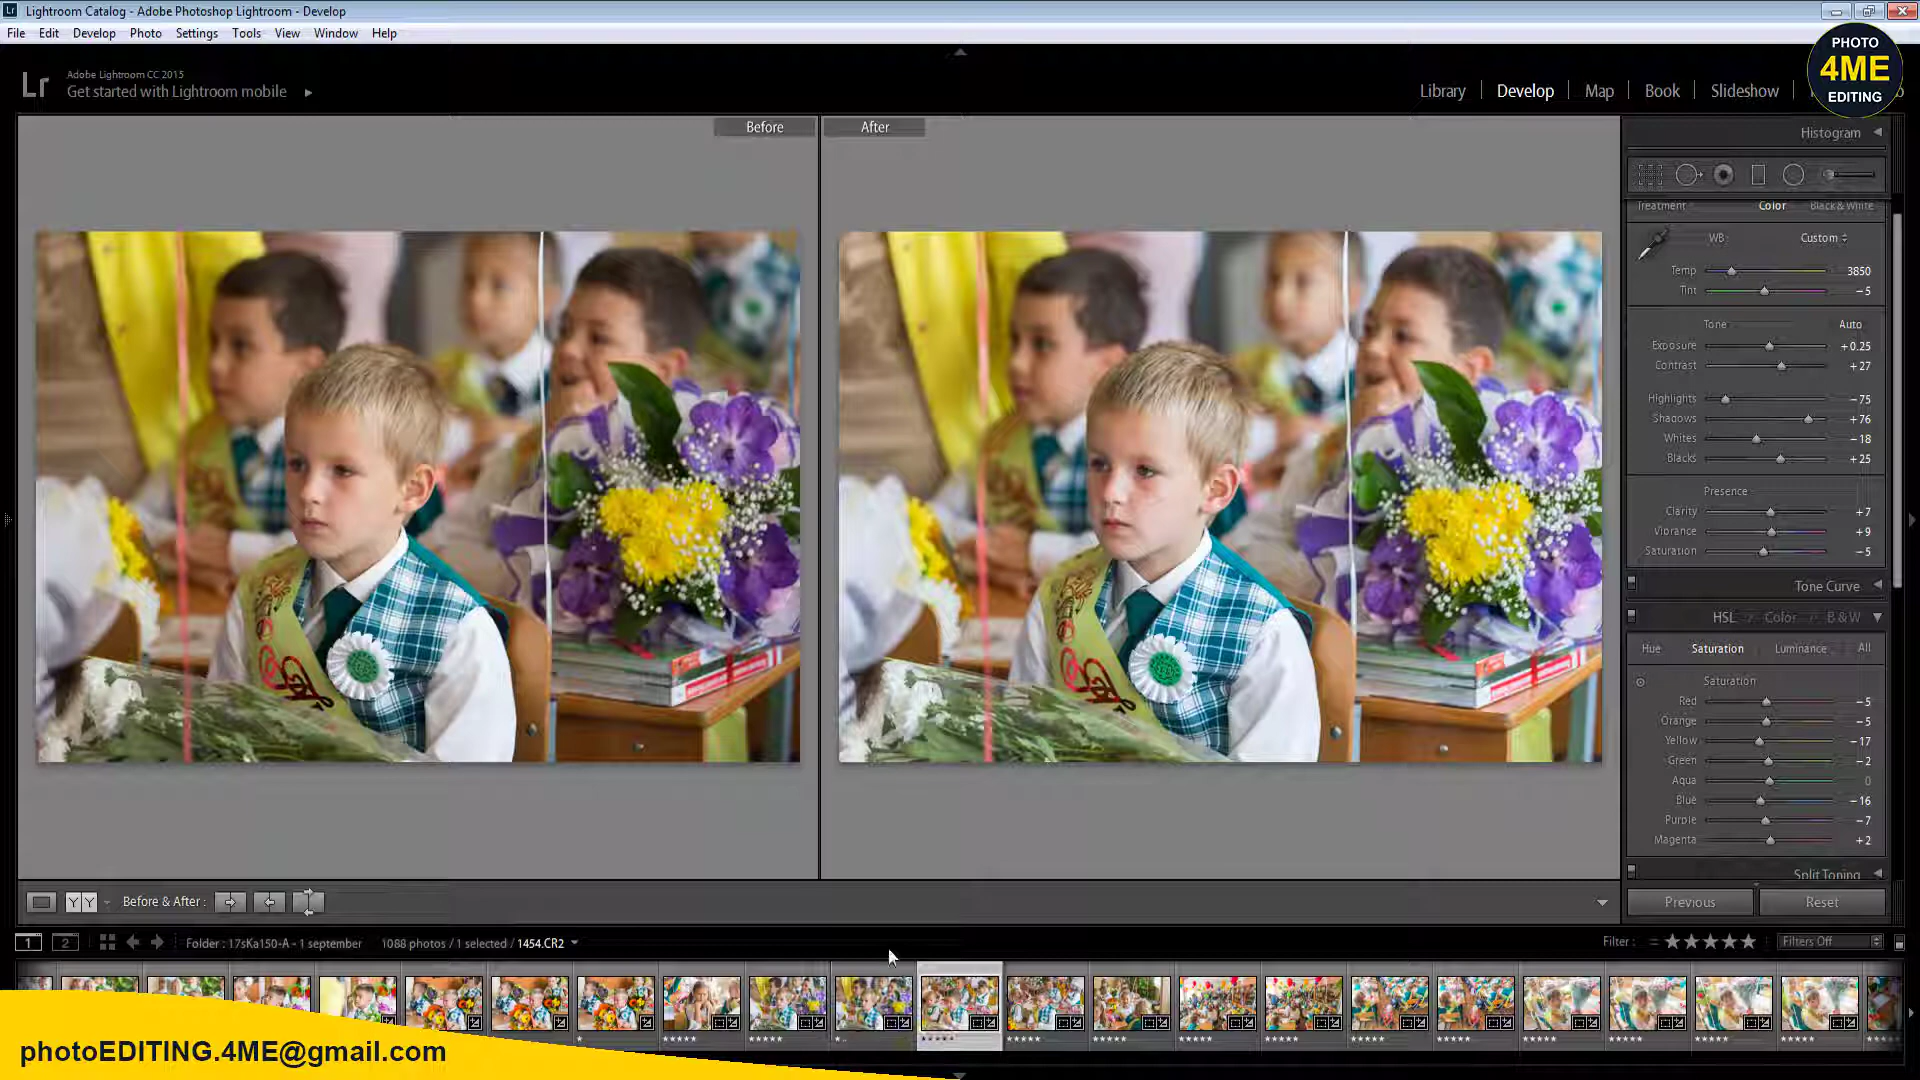 Lightroom Catalog - Adobe Photoshop Lightroom - Develop
File Edit Develop Photo Settings Tools View Window Help
PHOTO
4ME
EDITING
Lr
Adobe Lightroom CC 2015
Get started with Lightroom mobile
Library Develop Map Book Slideshow
Before After
Histogram
Treatment Color Black & White
WB: Custom
Temp 3850
Tint -5
Tone Auto
Exposure +0.25
Contrast +27
Highlights -75
Shadows +76
Whites -18
Blacks +25
Presence
Clarity +7
Vibrance +9
Saturation -5
Tone Curve
HSL / Color / B & W
Hue Saturation Luminance All
Saturation
Red -5
Orange -5
Yellow -17
Green -2
Aqua 0
Blue -16
Purple -7
Magenta +2
Split Toning
Before & After :
Previous Reset
1 2 Folder : 17sKa150-A - 1 september 1088 photos / 1 selected / 1454.CR2
Filter : Filters Off
photoEDITING.4ME@gmail.com